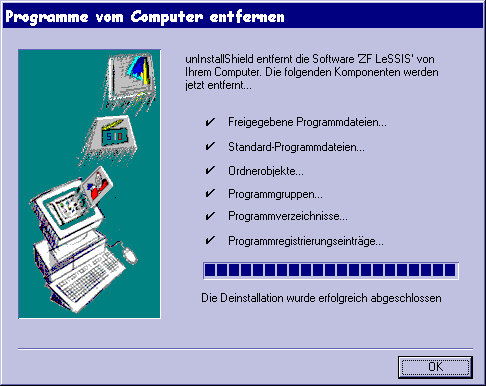 Programme vom Computer entfernen
unInstallShield entfernt die Software 'ZF LeSSIS' von
Ihrem Computer. Die folgenden Komponenten werden
jetzt entfernt...
✔ Freigegebene Programmdateien...
✔ Standard-Programmdateien...
✔ Ordnerobjekte...
✔ Programmgruppen...
✔ Programmverzeichnisse...
✔ Programmregistrierungseinträge...
Die Deinstallation wurde erfolgreich abgeschlossen
OK